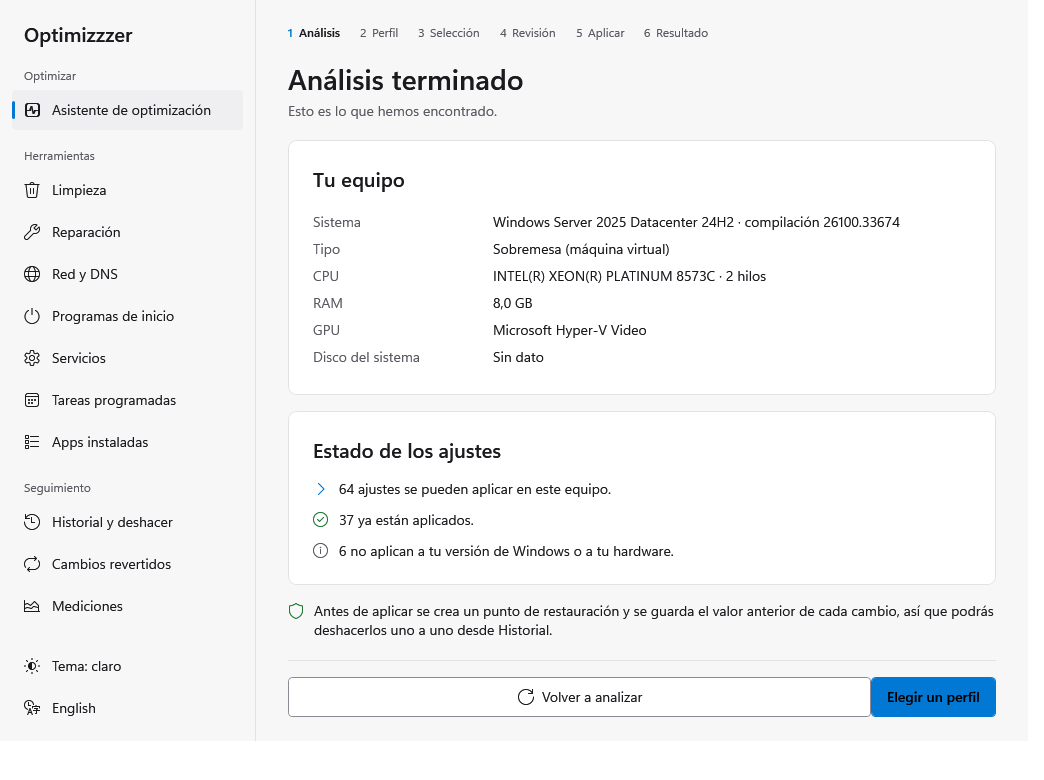 Optimizzzer
Optimizar
Asistente de optimización
Herramientas
Limpieza
Reparación
Red y DNS
Programas de inicio
Servicios
Tareas programadas
Apps instaladas
Seguimiento
Historial y deshacer
Cambios revertidos
Mediciones
Tema: claro
English
1 Análisis 2 Perfil 3 Selección 4 Revisión 5 Aplicar 6 Resultado
Análisis terminado
Esto es lo que hemos encontrado.
Tu equipo
Sistema Windows Server 2025 Datacenter 24H2 · compilación 26100.33674
Tipo Sobremesa (máquina virtual)
CPU INTEL(R) XEON(R) PLATINUM 8573C · 2 hilos
RAM 8,0 GB
GPU Microsoft Hyper-V Video
Disco del sistema Sin dato
Estado de los ajustes
64 ajustes se pueden aplicar en este equipo.
37 ya están aplicados.
6 no aplican a tu versión de Windows o a tu hardware.
Antes de aplicar se crea un punto de restauración y se guarda el valor anterior de cada cambio, así que podrás
deshacerlos uno a uno desde Historial.
Volver a analizar Elegir un perfil